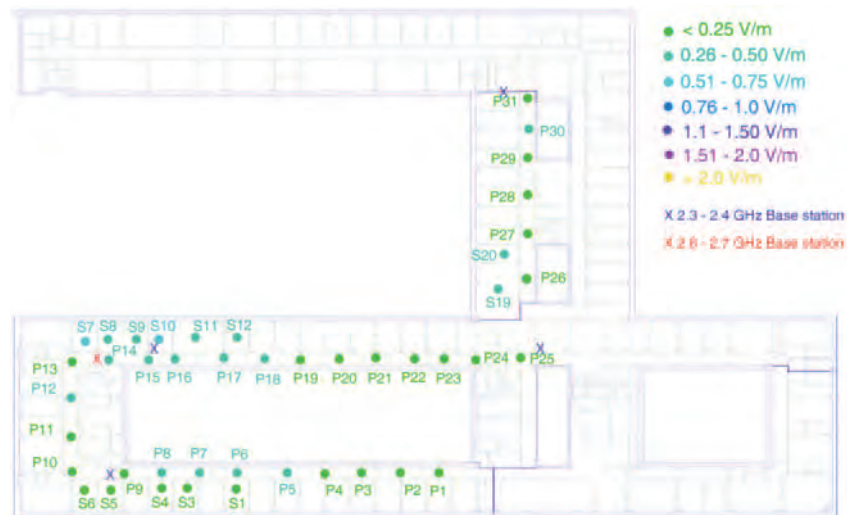 < 0.25 V/m
0.26 - 0.50 V/m
0.51 - 0.75 V/m
0.76 - 1.0 V/m
1.1 - 1.50 V/m
1.51 - 2.0 V/m
> 2.0 V/m
X 2.3 - 2.4 GHz Base station
X 2.6 - 2.7 GHz Base station
X
P31
P30
P29
P28
P27
S20
P26
S19
S7 S8 S9 S10 S11 S12
X X
P13 X P14 P24 P25
P15 P16 P17 P18 P19 P20 P21 P22 P23
P12
P11
P10 P8 P7 P6
X P9 P5 P4 P3 P2 P1
S6 S5 S4 S3 S1